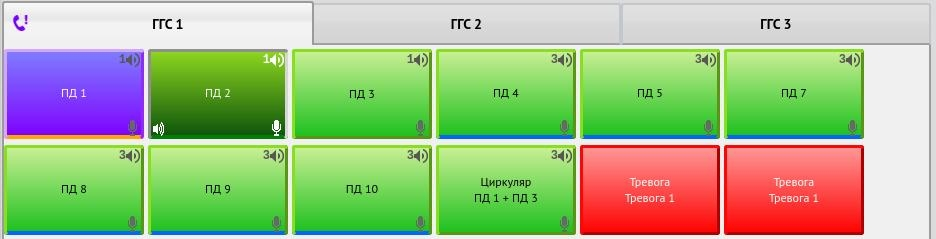 ГГС 1
ГГС 2
ГГС 3
1
ПД 1
1
ПД 2
1
ПД 3
3
ПД 4
3
ПД 5
3
ПД 7
3
ПД 8
3
ПД 9
3
ПД 10
3
Циркуляр
ПД 1 + ПД 3
Тревога
Тревога 1
Тревога
Тревога 1